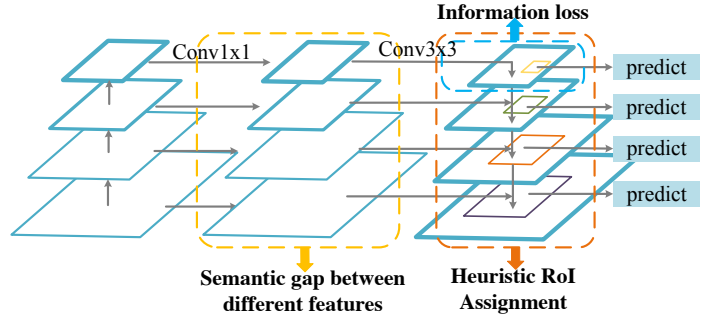 Information loss
Conv1x1
Conv3x3
predict
predict
predict
predict
Semantic gap between
different features
Heuristic RoI
Assignment